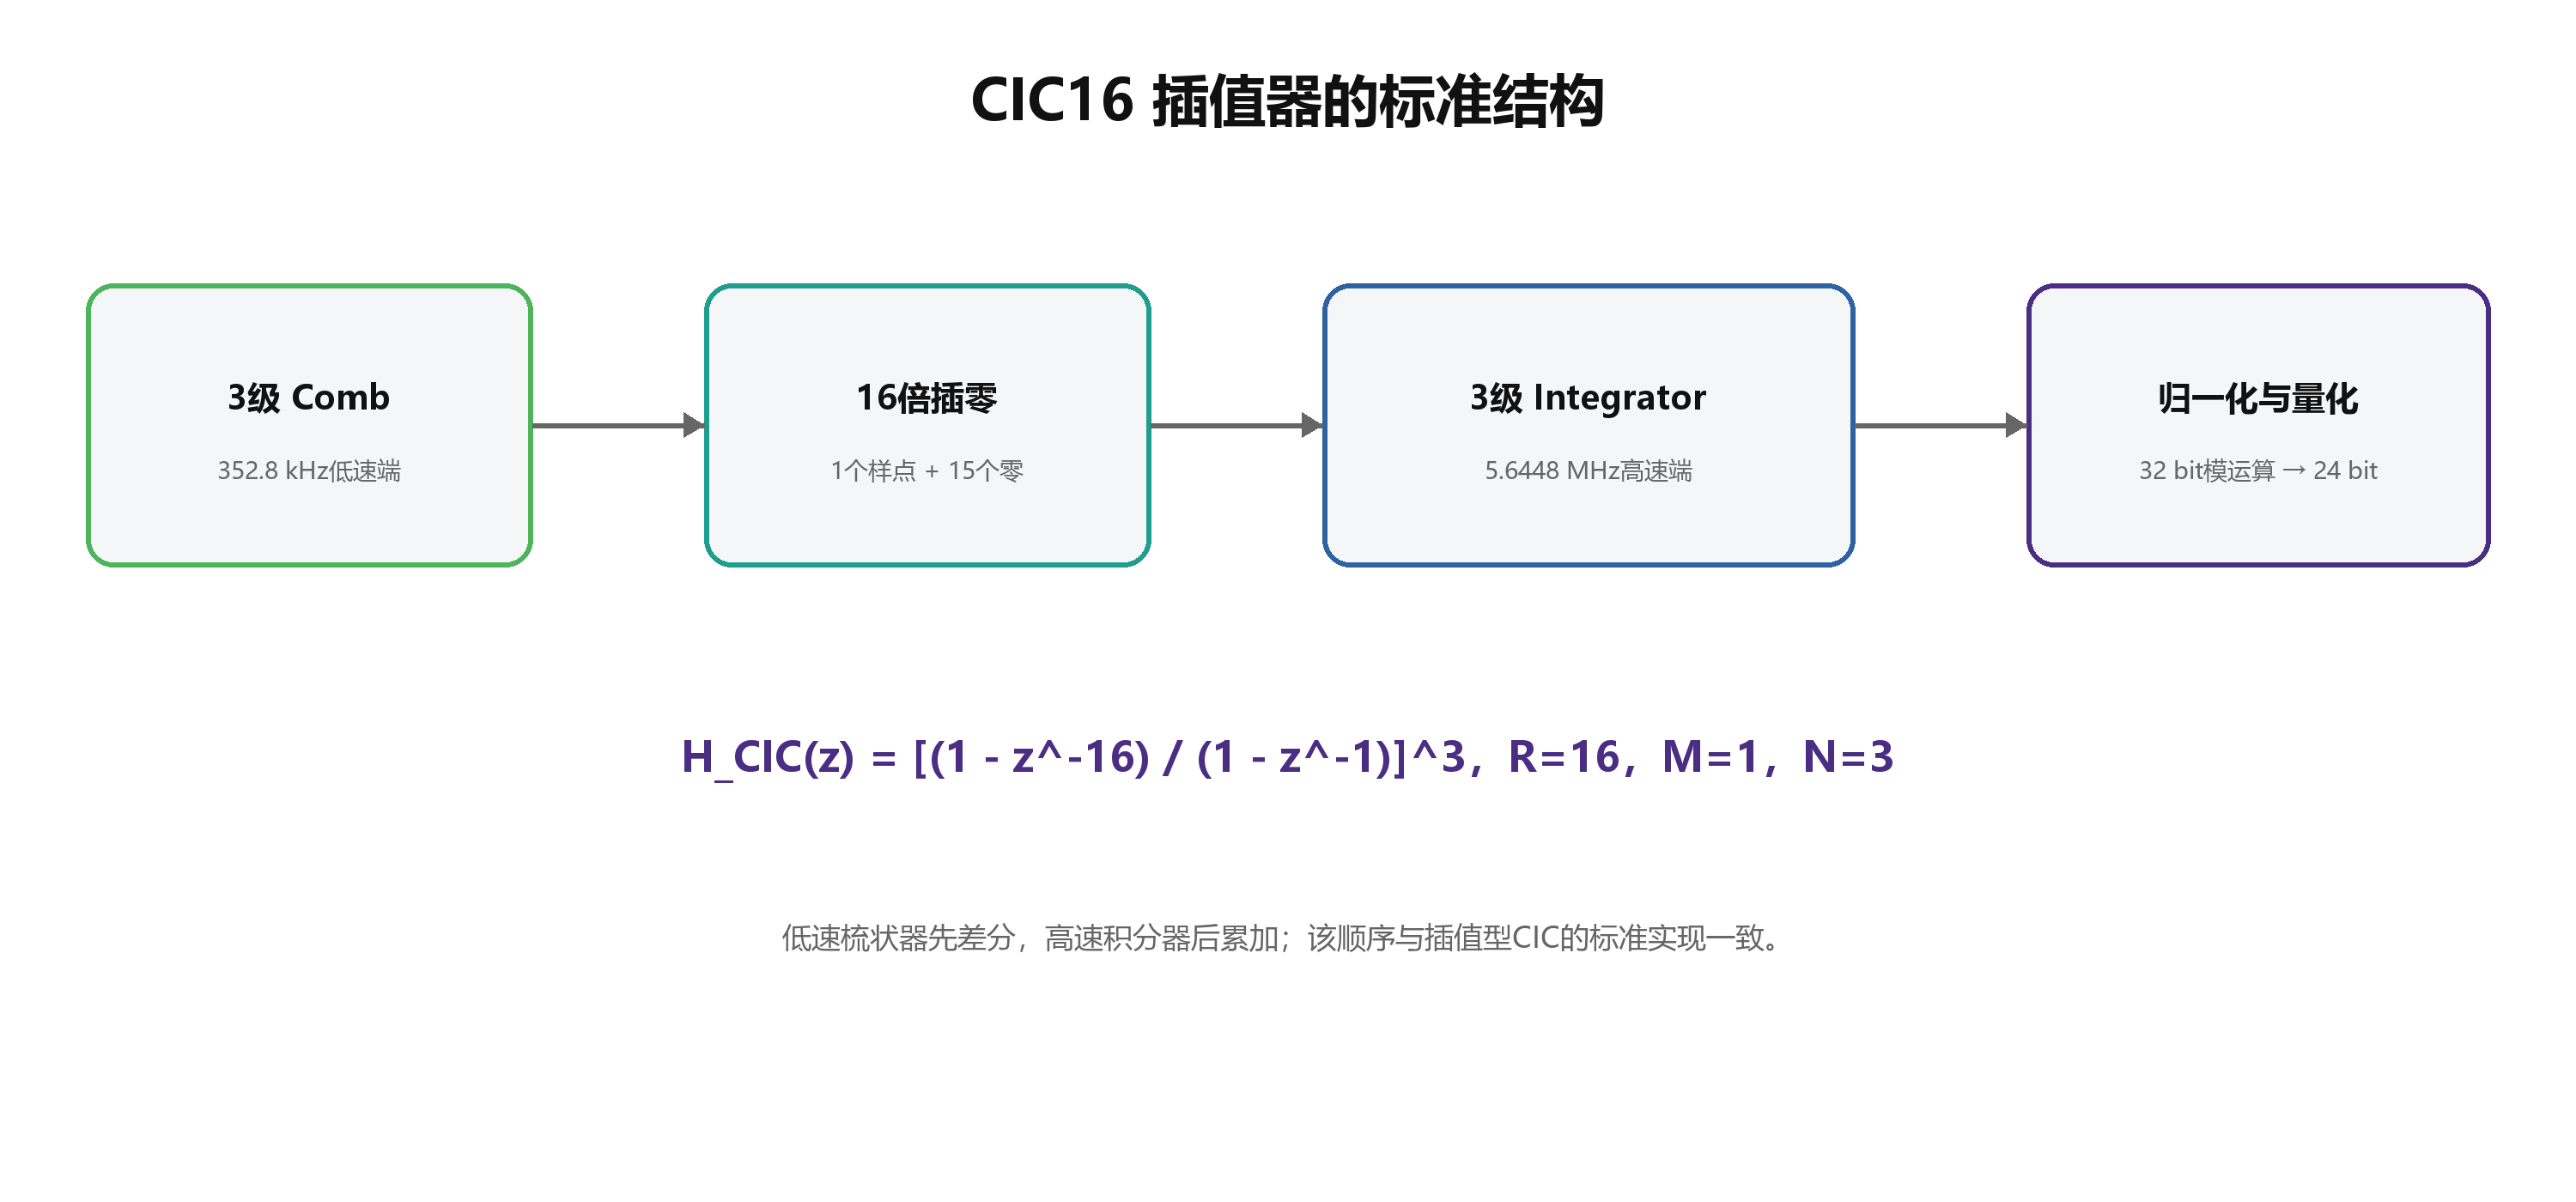 CIC16 插值器的标准结构
3级 Comb
352.8 kHz低速端
16倍插零
1个样点 + 15个零
3级 Integrator
5.6448 MHz高速端
归一化与量化
32 bit模运算 → 24 bit
H_CIC(z) = [(1 - z^-16) / (1 - z^-1)]^3，R=16，M=1，N=3
低速梳状器先差分，高速积分器后累加；该顺序与插值型CIC的标准实现一致。